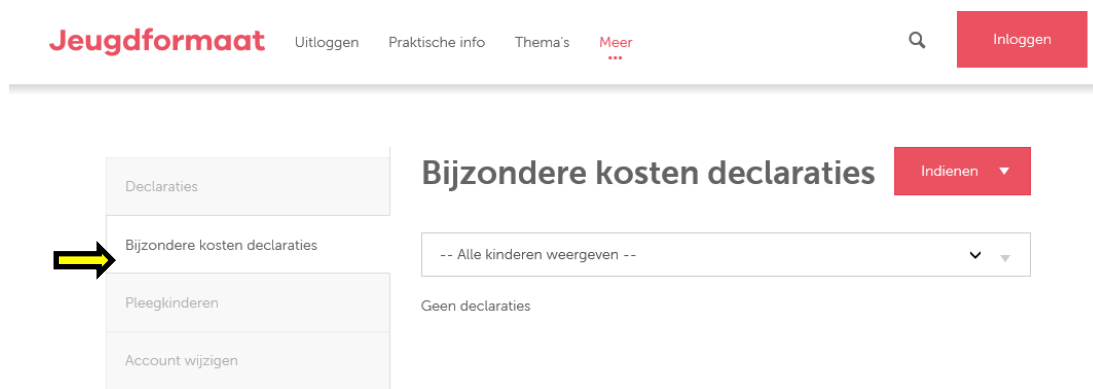 Jeugdformaat Uitloggen Praktische info Thema's Meer Inloggen
Bijzondere kosten declaraties Indienen
Declaraties
Bijzondere kosten declaraties
-- Alle kinderen weergeven --
Pleegkinderen
Geen declaraties
Account wijzigen